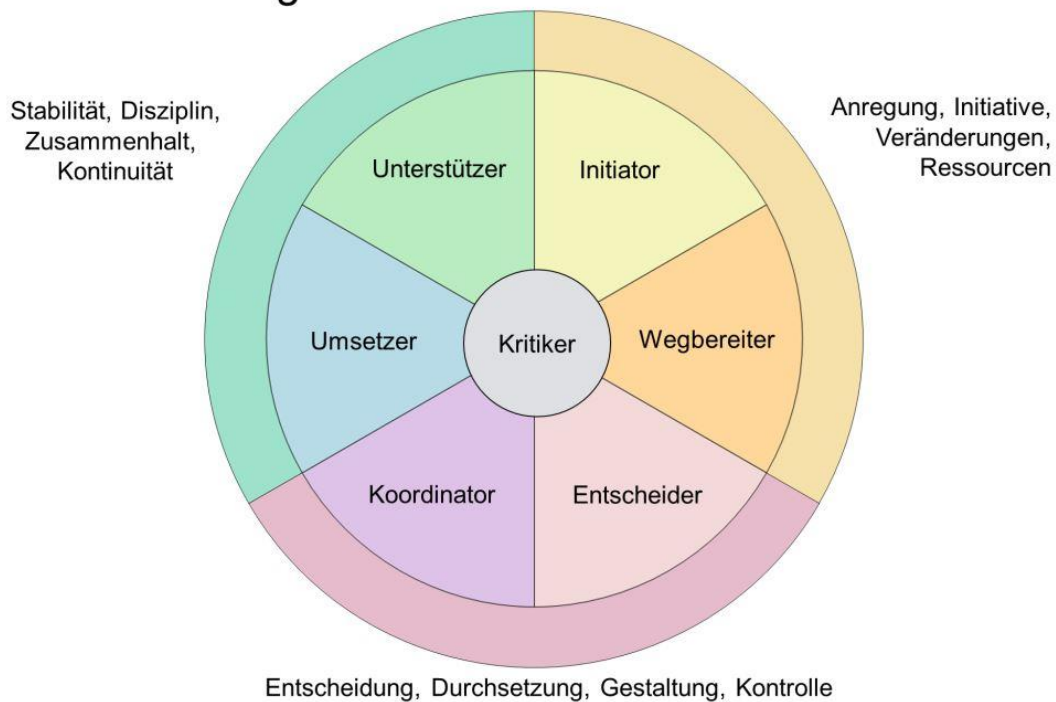 Stabilität, Disziplin,
Zusammenhalt,
Kontinuität
Anregung, Initiative,
Veränderungen,
Ressourcen
Unterstützer
Initiator
Umsetzer
Kritiker
Wegbereiter
Koordinator
Entscheider
Entscheidung, Durchsetzung, Gestaltung, Kontrolle